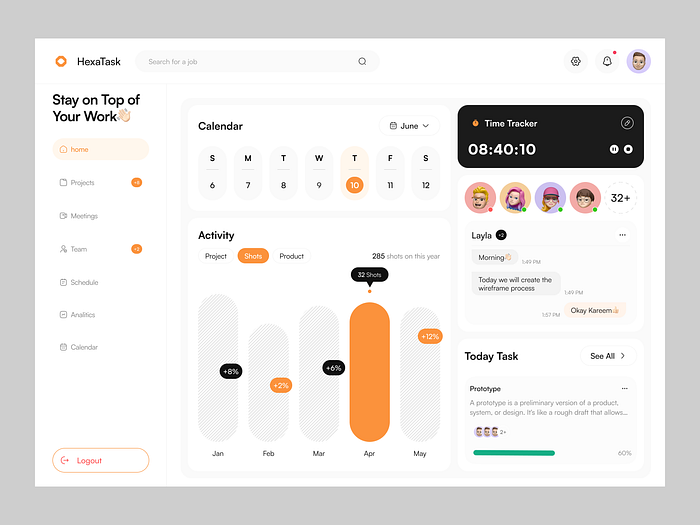 HexaTask
Search for a job
Stay on Top of
Your Work👋🏻
home
Projects
+8
Meetings
Team
+3
Schedule
Analitics
Calendar
Logout
Calendar
June
S M T W T F S
6 7 8 9 10 11 12
Activity
Project Shots Product
285 shots on this year
32 Shots
+8%
+2%
+6%
+12%
Jan Feb Mar Apr May
Time Tracker
08:40:10
32+
Layla +2
Morning👋🏻
1:49 PM
Today we will create the
wireframe process
1:49 PM
1:57 PM
Okay Kareem👍🏻
Today Task
See All
Prototype
A prototype is a preliminary version of a product,
system, or design. It's like a rough draft that allows...
2+
60%